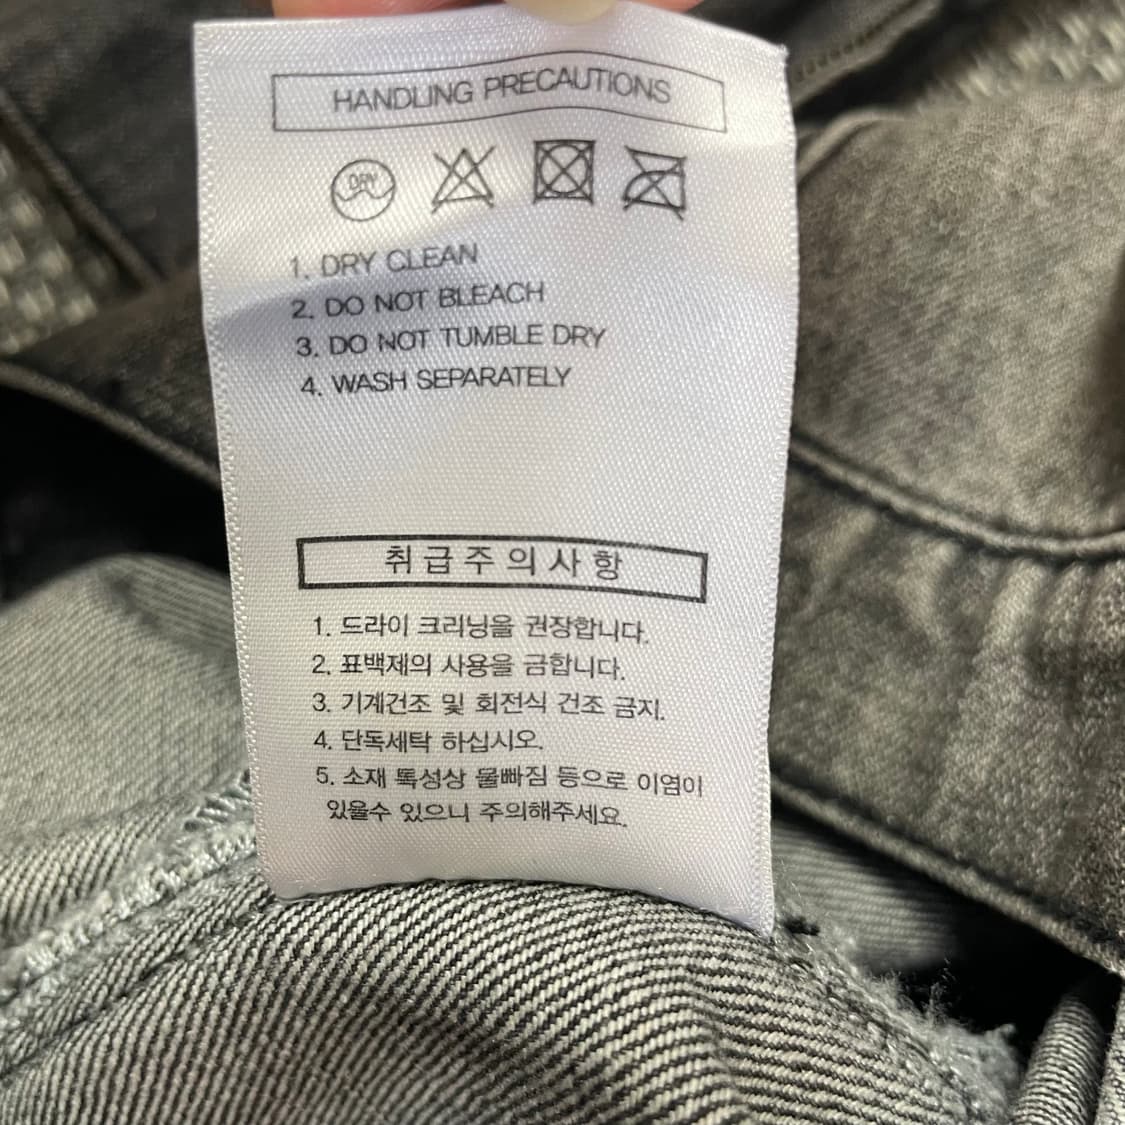 HANDLING PRECAUTIONS
DRY
1. DRY CLEAN
2. DO NOT BLEACH
3. DO NOT TUMBLE DRY
4. WASH SEPARATELY
취급주의사항
1. 드라이 크리닝을 권장합니다.
2. 표백제의 사용을 금합니다.
3. 기계건조 및 회전식 건조 금지.
4. 단독세탁 하십시오.
5. 소재 특성상 물빠짐 등으로 이염이
있을수 있으니 주의해주세요.